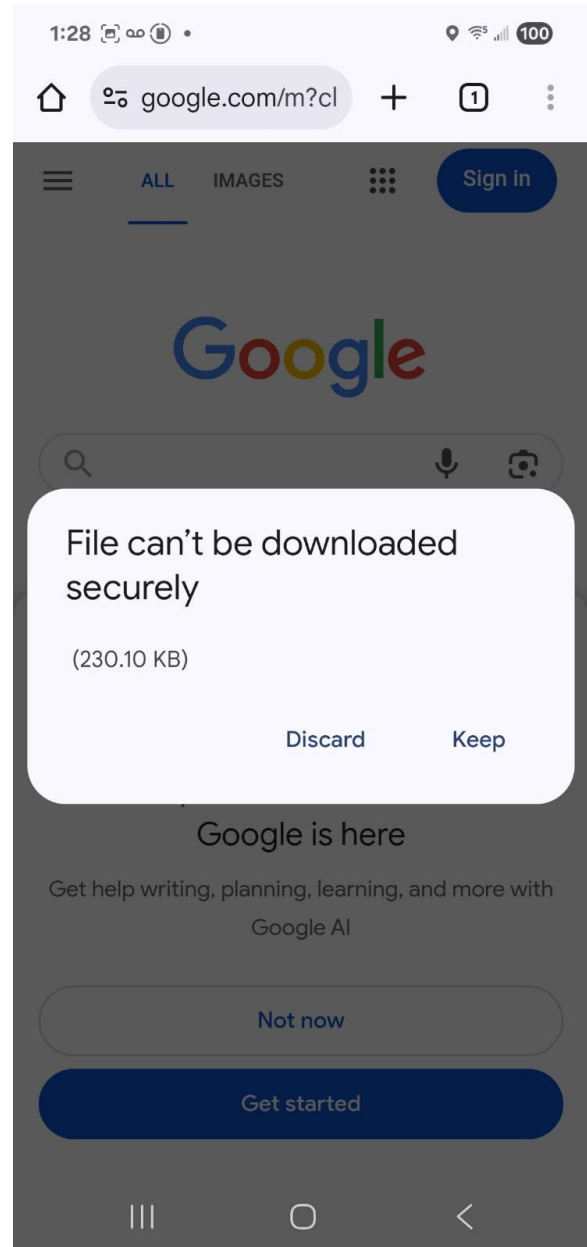 1:28 100
google.com/m?cl 1
ALL IMAGES Sign in
Google
File can’t be downloaded
securely
(230.10 KB)
Discard Keep
Google is here
Get help writing, planning, learning, and more with
Google AI
Not now
Get started